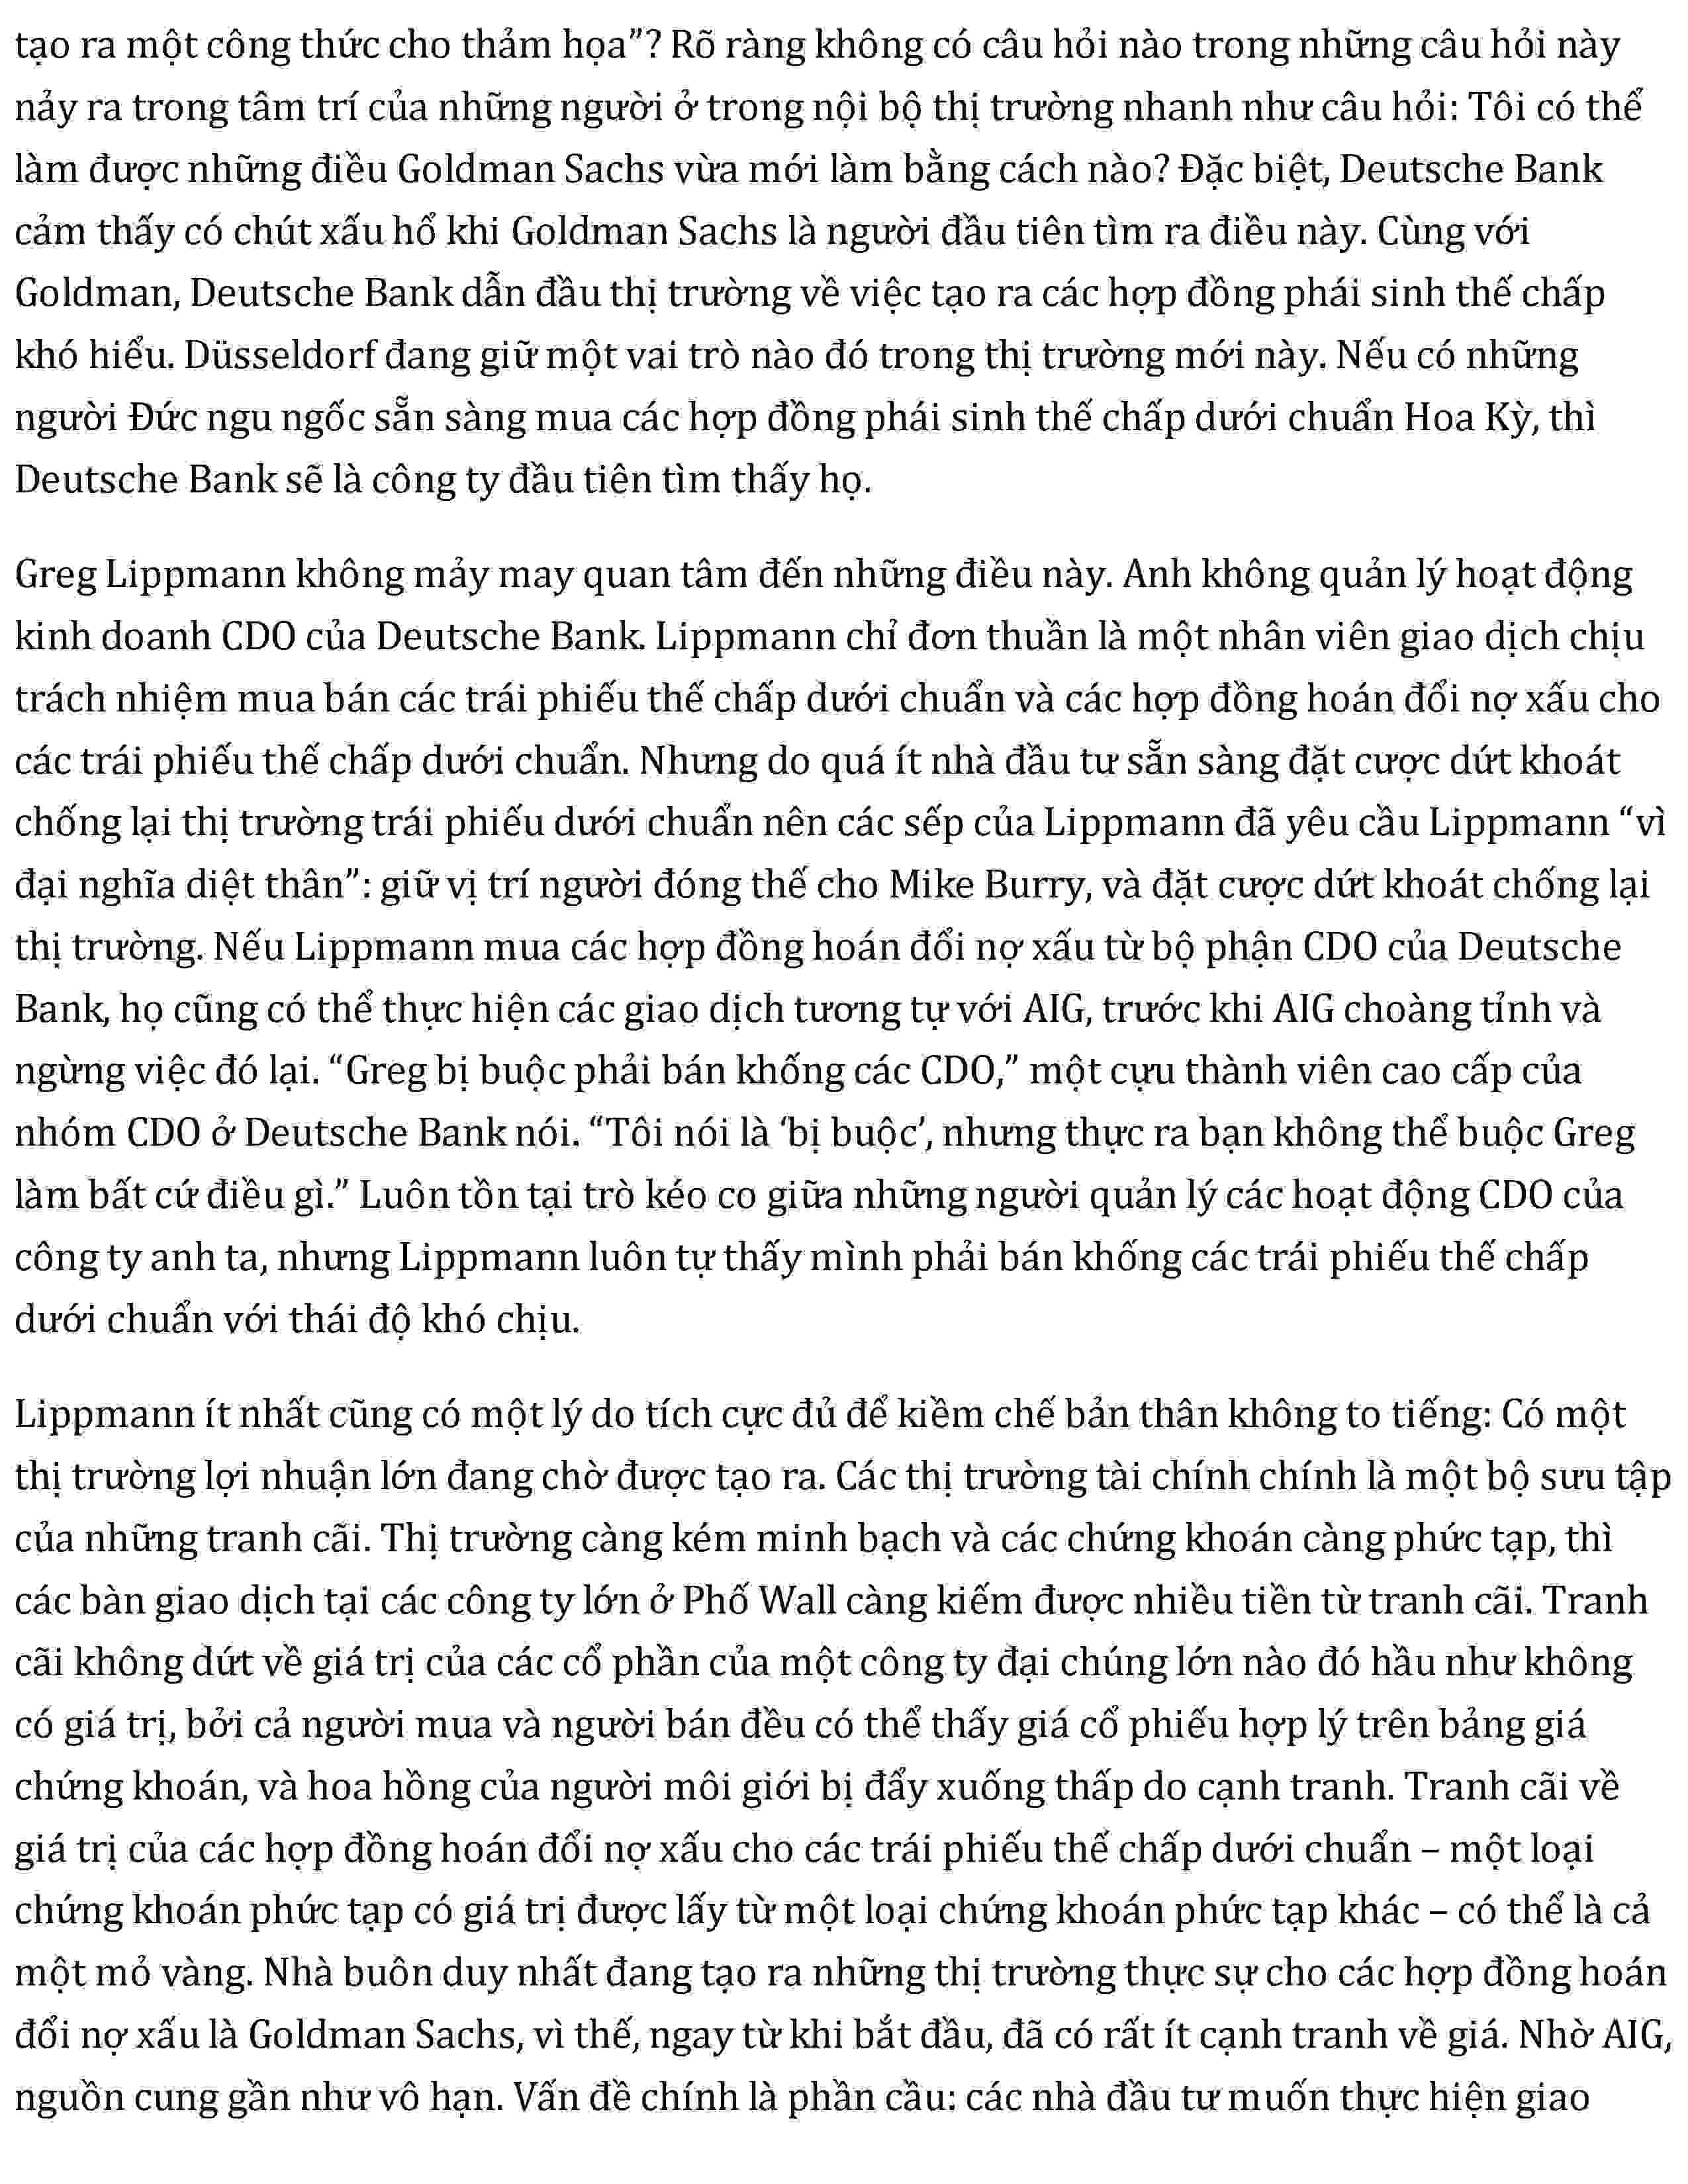 tạo ra một công thức cho thảm họa”? Rõ ràng không có câu hỏi nào trong những câu hỏi này
nảy ra trong tâm trí của những người ở trong nội bộ thị trường nhanh như câu hỏi: Tôi có thể
làm được những điều Goldman Sachs vừa mới làm bằng cách nào? Đặc biệt, Deutsche Bank
cảm thấy có chút xấu hổ khi Goldman Sachs là người đầu tiên tìm ra điều này. Cùng với
Goldman, Deutsche Bank dẫn đầu thị trường về việc tạo ra các hợp đồng phái sinh thế chấp
khó hiểu. Düsseldorf đang giữ một vai trò nào đó trong thị trường mới này. Nếu có những
người Đức ngu ngốc sẵn sàng mua các hợp đồng phái sinh thế chấp dưới chuẩn Hoa Kỳ, thì
Deutsche Bank sẽ là công ty đầu tiên tìm thấy họ.
Greg Lippmann không mảy may quan tâm đến những điều này. Anh không quản lý hoạt động
kinh doanh CDO của Deutsche Bank. Lippmann chỉ đơn thuần là một nhân viên giao dịch chịu
trách nhiệm mua bán các trái phiếu thế chấp dưới chuẩn và các hợp đồng hoán đổi nợ xấu cho
các trái phiếu thế chấp dưới chuẩn. Nhưng do quá ít nhà đầu tư sẵn sàng đặt cược dứt khoát
chống lại thị trường trái phiếu dưới chuẩn nên các sếp của Lippmann đã yêu cầu Lippmann “vì
đại nghĩa diệt thân”: giữ vị trí người đóng thế cho Mike Burry, và đặt cược dứt khoát chống lại
thị trường. Nếu Lippmann mua các hợp đồng hoán đổi nợ xấu từ bộ phận CDO của Deutsche
Bank, họ cũng có thể thực hiện các giao dịch tương tự với AIG, trước khi AIG choàng tỉnh và
ngừng việc đó lại. “Greg bị buộc phải bán khống các CDO,” một cựu thành viên cao cấp của
nhóm CDO ở Deutsche Bank nói. “Tôi nói là ‘bị buộc’, nhưng thực ra bạn không thể buộc Greg
làm bất cứ điều gì.” Luôn tồn tại trò kéo co giữa những người quản lý các hoạt động CDO của
công ty anh ta, nhưng Lippmann luôn tự thấy mình phải bán khống các trái phiếu thế chấp
dưới chuẩn với thái độ khó chịu.
Lippmann ít nhất cũng có một lý do tích cực đủ để kiềm chế bản thân không to tiếng: Có một
thị trường lợi nhuận lớn đang chờ được tạo ra. Các thị trường tài chính chính là một bộ sưu tập
của những tranh cãi. Thị trường càng kém minh bạch và các chứng khoán càng phức tạp, thì
các bàn giao dịch tại các công ty lớn ở Phố Wall càng kiếm được nhiều tiền từ tranh cãi. Tranh
cãi không dứt về giá trị của các cổ phần của một công ty đại chúng lớn nào đó hầu như không
có giá trị, bởi cả người mua và người bán đều có thể thấy giá cổ phiếu hợp lý trên bảng giá
chứng khoán, và hoa hồng của người môi giới bị đẩy xuống thấp do cạnh tranh. Tranh cãi về
giá trị của các hợp đồng hoán đổi nợ xấu cho các trái phiếu thế chấp dưới chuẩn – một loại
chứng khoán phức tạp có giá trị được lấy từ một loại chứng khoán phức tạp khác – có thể là cả
một mỏ vàng. Nhà buôn duy nhất đang tạo ra những thị trường thực sự cho các hợp đồng hoán
đổi nợ xấu là Goldman Sachs, vì thế, ngay từ khi bắt đầu, đã có rất ít cạnh tranh về giá. Nhờ AIG,
nguồn cung gần như vô hạn. Vấn đề chính là phần cầu: các nhà đầu tư muốn thực hiện giao